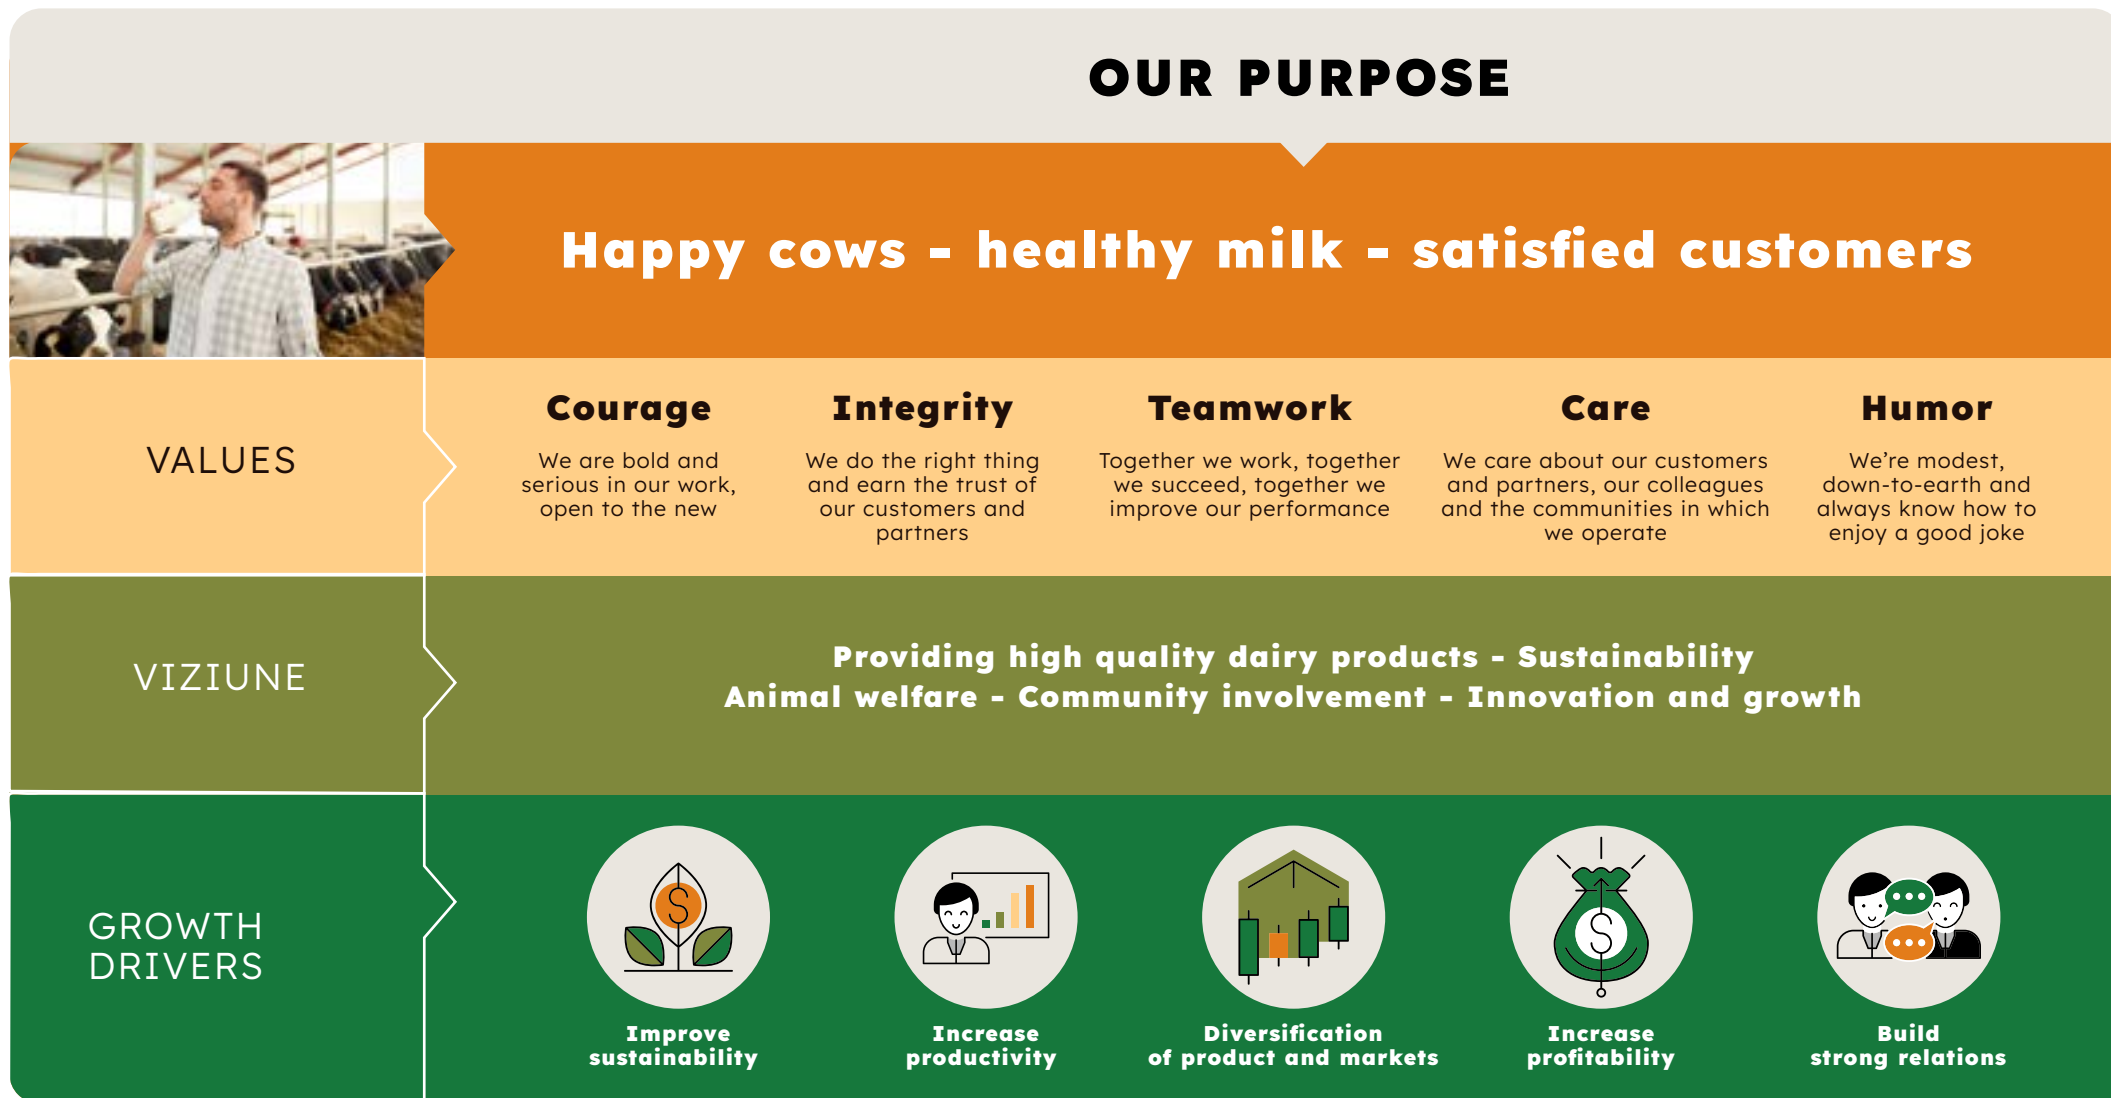 OUR PURPOSE
Happy cows - healthy milk - satisfied customers
VALUES
Courage
We are bold and
serious in our work,
open to the new
Integrity
We do the right thing
and earn the trust of
our customers and
partners
Teamwork
Together we work, together
we succeed, together we
improve our performance
Care
We care about our customers
and partners, our colleagues
and the communities in which
we operate
Humor
We're modest,
down-to-earth and
always know how to
enjoy a good joke
VIZIUNE
Providing high quality dairy products - Sustainability
Animal welfare - Community involvement - Innovation and growth
GROWTH
DRIVERS
Improve
sustainability
Increase
productivity
Diversification
of product and markets
Increase
profitability
Build
strong relations